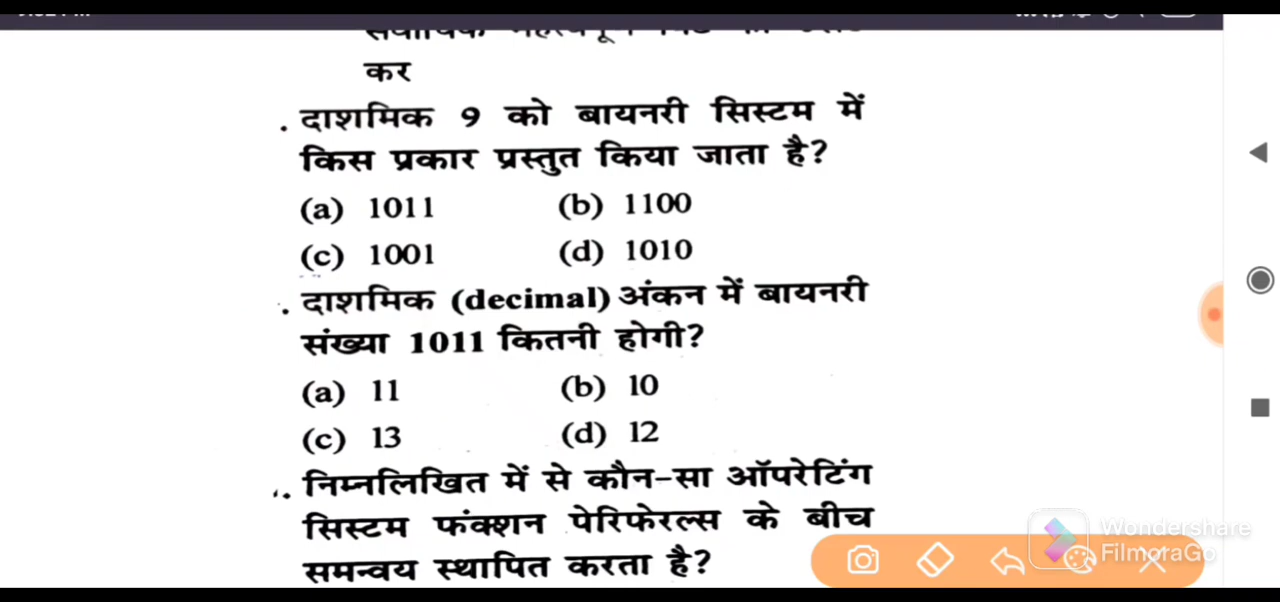 कर
. दाशमिक 9 को बायनरी सिस्टम में
किस प्रकार प्रस्तुत किया जाता है?
(a) 1011 (b) 1100
(c) 1001 (d) 1010
. दाशमिक (decimal) अंकन में बायनरी
संख्या 1011 कितनी होगी?
(a) 11 (b) 10
(c) 13 (d) 12
. निम्नलिखित में से कौन-सा ऑपरेटिंग
सिस्टम फंक्शन पेरिफेरल्स के बीच
समन्वय स्थापित करता है?
Wondershare
FilmoraGo